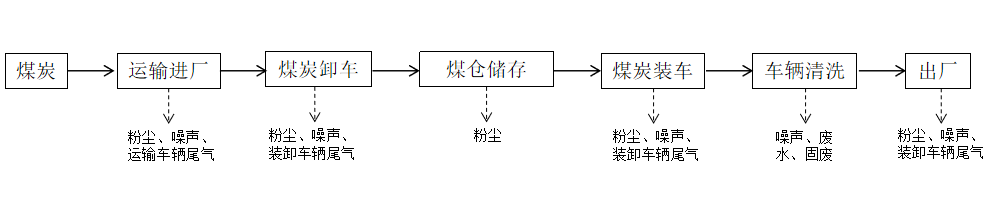 煤炭
运输进厂
煤炭卸车
煤仓储存
煤炭装车
车辆清洗
出厂
粉尘、噪声、
运输车辆尾气
粉尘、噪声、
装卸车辆尾气
粉尘
粉尘、噪声、
装卸车辆尾气
噪声、废
水、固废
粉尘、噪声、
装卸车辆尾气